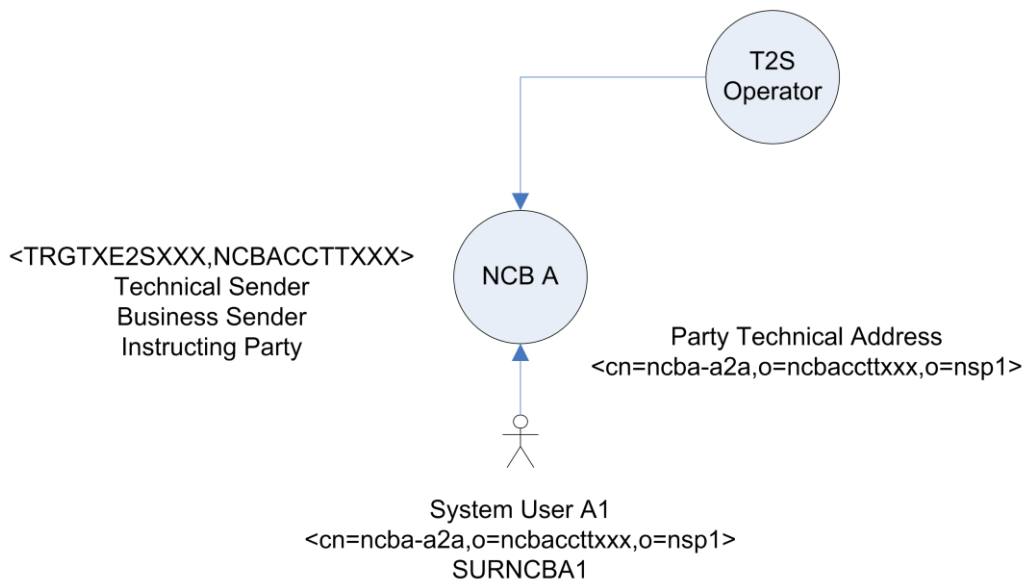 T2S
Operator
<TRGTXE2SXXX,NCBACCTTXXX>
Technical Sender
Business Sender
Instructing Party
NCB A
Party Technical Address
<cn=ncba-a2a,o=ncbaccttxxx,o=nsp1>
System User A1
<cn=ncba-a2a,o=ncbaccttxxx,o=nsp1>
SURNCBA1